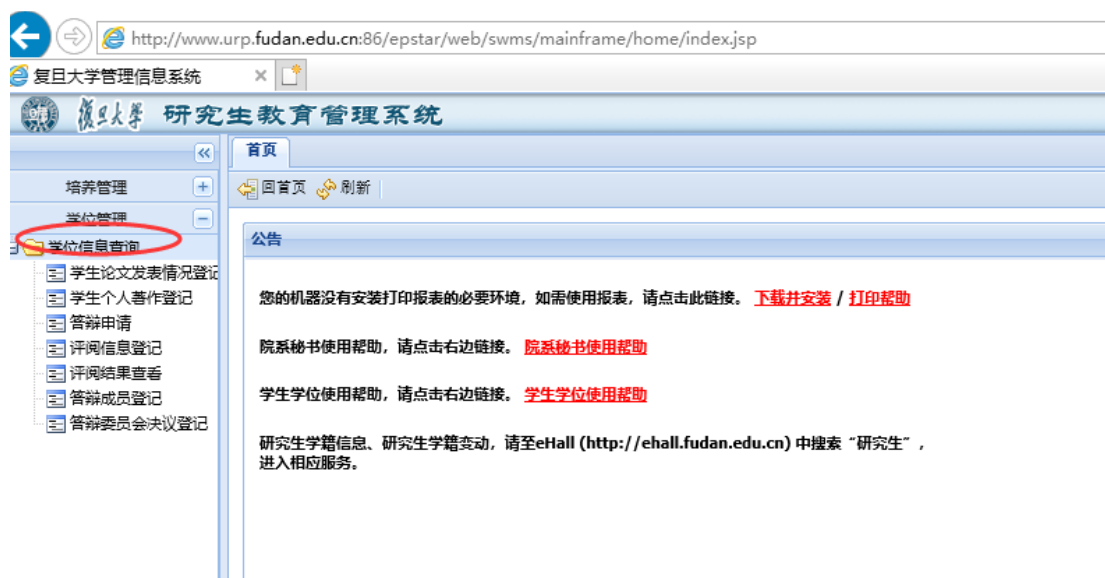 http://www.urp.fudan.edu.cn:86/epstar/web/swms/mainframe/home/index.jsp
复旦大学管理信息系统
復旦大學 研究生教育管理系统
首页
培养管理
回首页 刷新
学位管理
公告
学位信息查询
学生论文发表情况登记
学生个人著作登记
答辩申请
评阅信息登记
评阅结果查看
答辩成员登记
答辩委员会决议登记
您的机器没有安装打印报表的必要环境，如需使用报表，请点击此链接。 下载并安装 / 打印帮助
院系秘书使用帮助，请点击右边链接。 院系秘书使用帮助
学生学位使用帮助，请点击右边链接。 学生学位使用帮助
研究生学籍信息、研究生学籍变动，请至eHall (http://ehall.fudan.edu.cn) 中搜索“研究生”，
进入相应服务。